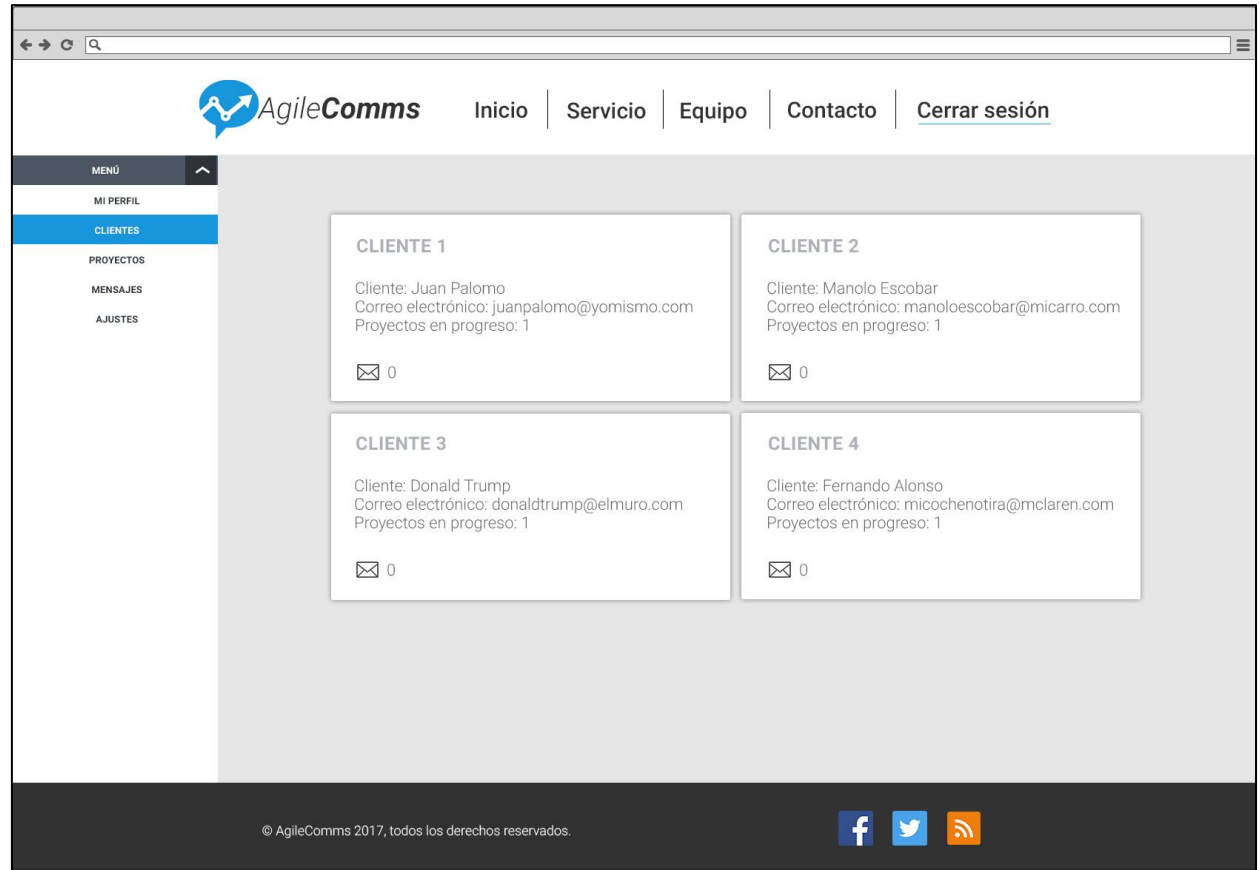 AgileComms
Inicio
Servicio
Equipo
Contacto
Cerrar sesión
MENÚ
MI PERFIL
CLIENTES
PROYECTOS
MENSAJES
AJUSTES
CLIENTE 1
Cliente: Juan Palomo
Correo electrónico: juanpalomo@yomismo.com
Proyectos en progreso: 1
0
CLIENTE 2
Cliente: Manolo Escobar
Correo electrónico: manoloescobar@micarro.com
Proyectos en progreso: 1
0
CLIENTE 3
Cliente: Donald Trump
Correo electrónico: donaldtrump@elmuro.com
Proyectos en progreso: 1
0
CLIENTE 4
Cliente: Fernando Alonso
Correo electrónico: micochenotira@mclaren.com
Proyectos en progreso: 1
0
© AgileComms 2017, todos los derechos reservados.